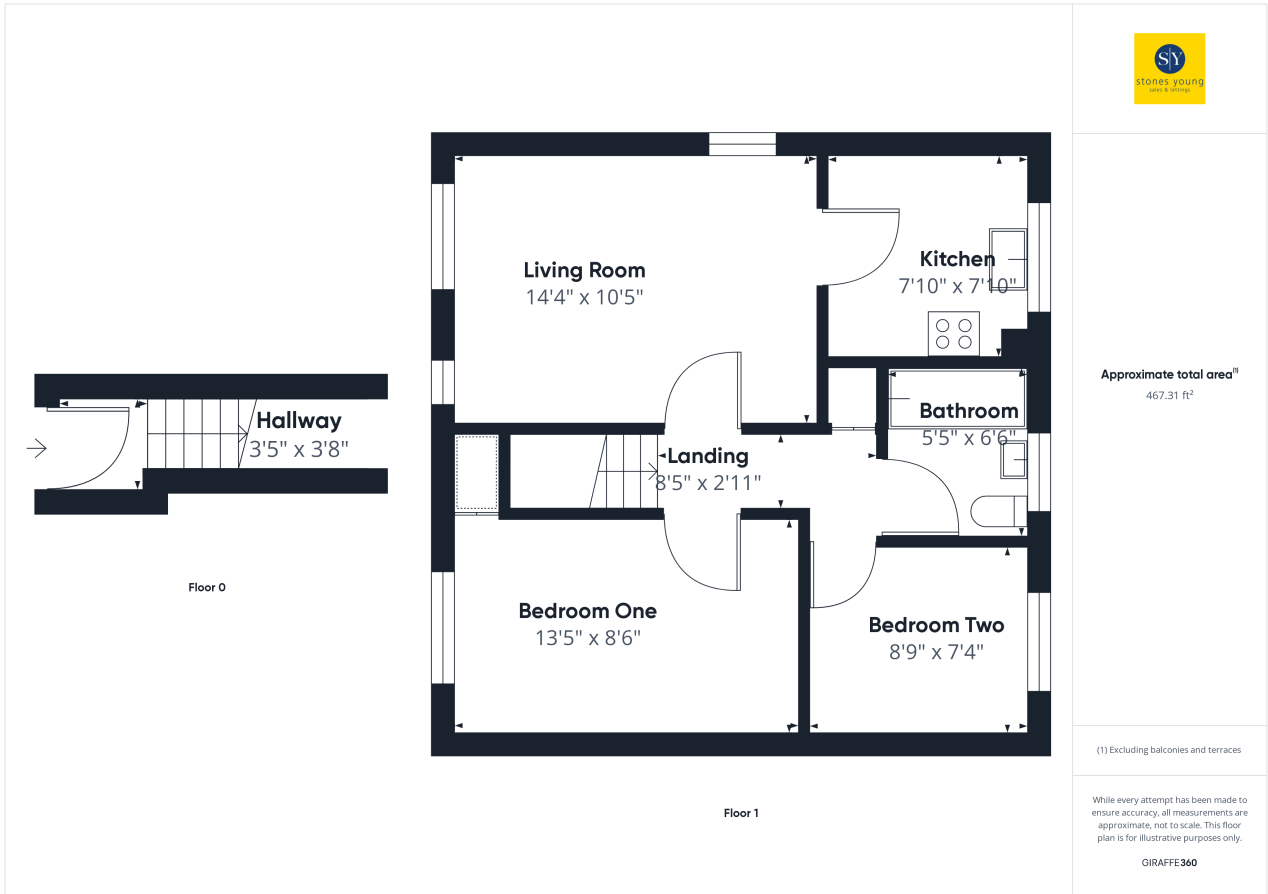 S|Y
stones young
sales & lettings
Living Room
14'4" x 10'5"
Kitchen
7'10" x 7'10"
Hallway
3'5" x 3'8"
Bathroom
5'5" x 6'6"
Landing
8'5" x 2'11"
Bedroom One
13'5" x 8'6"
Bedroom Two
8'9" x 7'4"
Floor 0
Floor 1
Approximate total area(1)
467.31 ft²
(1) Excluding balconies and terraces
While every attempt has been made to
ensure accuracy, all measurements are
approximate, not to scale. This floor
plan is for illustrative purposes only.
GIRAFFE360